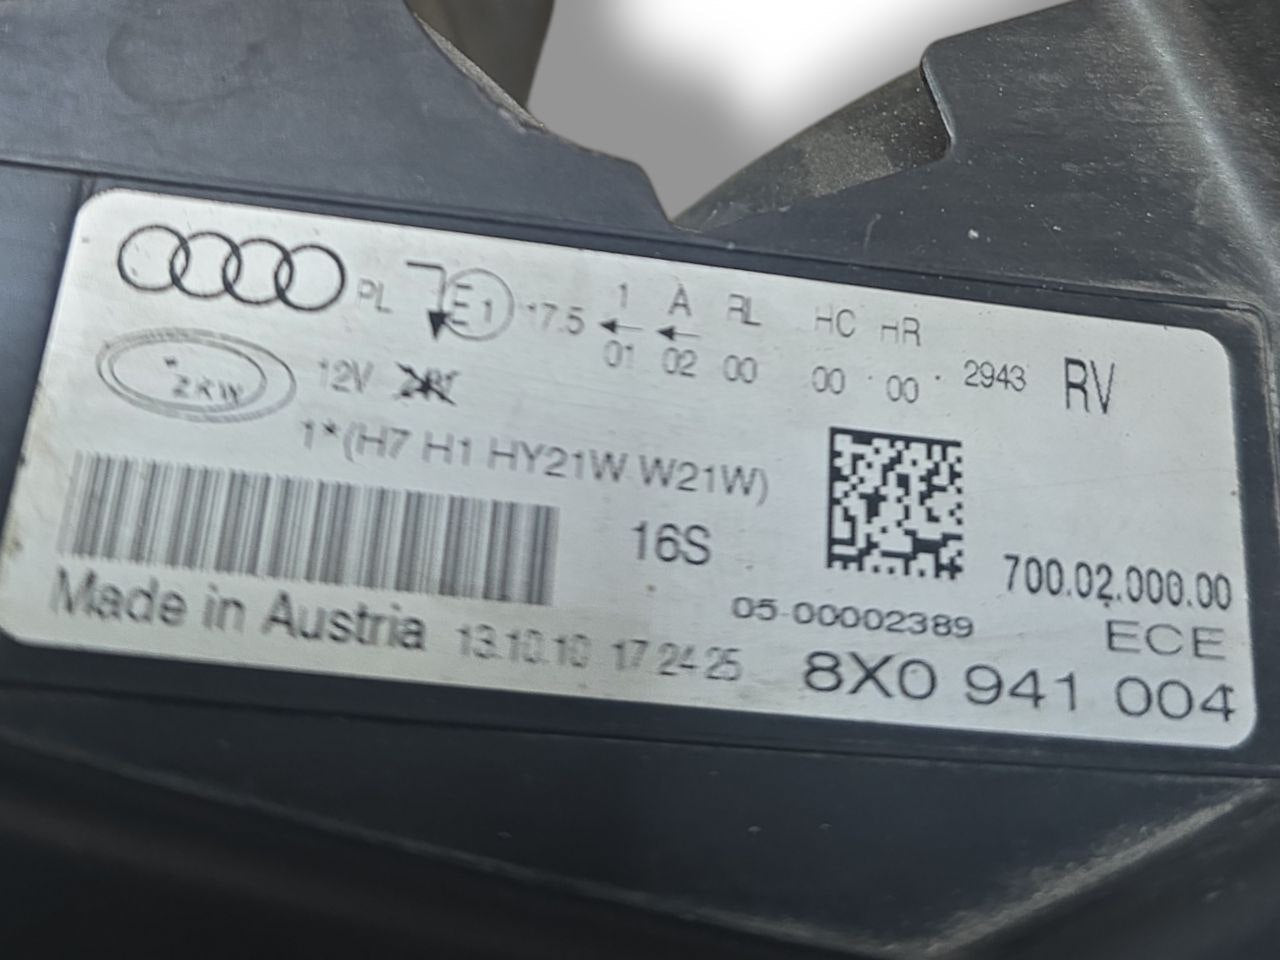 PL E1 17.5 1 A RL HC HR
← ←
01 02 00 00 00 2943 RV
ZKW 12V
1*(H7 H1 HY21W W21W)
16S
700.02.000.00
05 00002389 ECE
Made in Austria 13.10.10 17 24 25 8X0 941 004